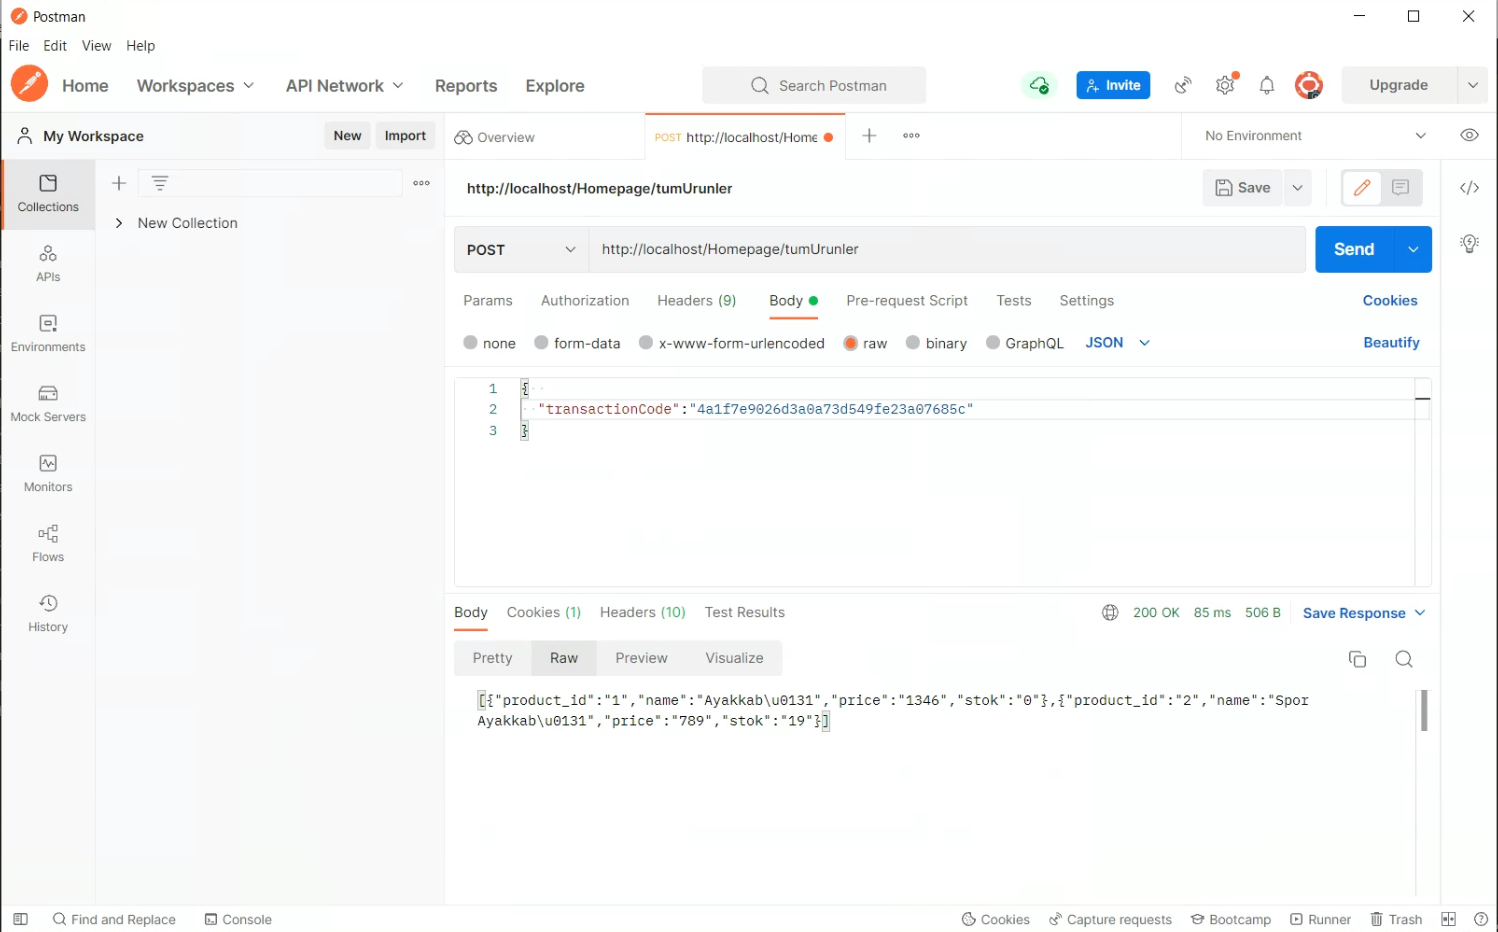 Postman
File Edit View Help
Home Workspaces API Network Reports Explore Search Postman Invite Upgrade
My Workspace New Import Overview POST http://localhost/Home No Environment
Collections
APIs
Environments
Mock Servers
Monitors
Flows
History
New Collection
http://localhost/Homepage/tumUrunler Save
POST http://localhost/Homepage/tumUrunler Send
Params Authorization Headers (9) Body Pre-request Script Tests Settings Cookies
none form-data x-www-form-urlencoded raw binary GraphQL JSON Beautify
1 {
2 "transactionCode":"4a1f7e9026d3a0a73d549fe23a07685c"
3 }
Body Cookies (1) Headers (10) Test Results 200 OK 85 ms 506 B Save Response
Pretty Raw Preview Visualize
[{"product_id":"1","name":"Ayakkab\u0131","price":"1346","stok":"0"},{"product_id":"2","name":"Spor
Ayakkab\u0131","price":"789","stok":"19"}]
Find and Replace Console Cookies Capture requests Bootcamp Runner Trash